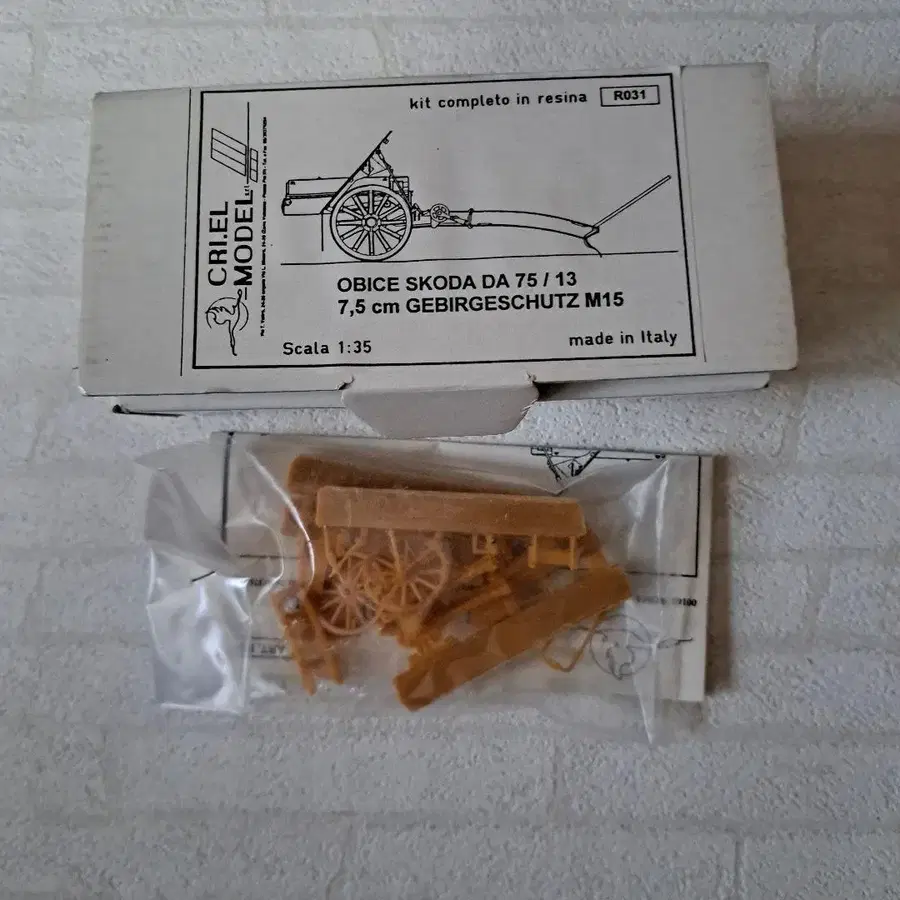 kit completo in resina R031
CRI.EL
MODEL s.r.l.
OBICE SKODA DA 75 / 13
7,5 cm GEBIRGESCHUTZ M15
Scala 1:35
made in Italy